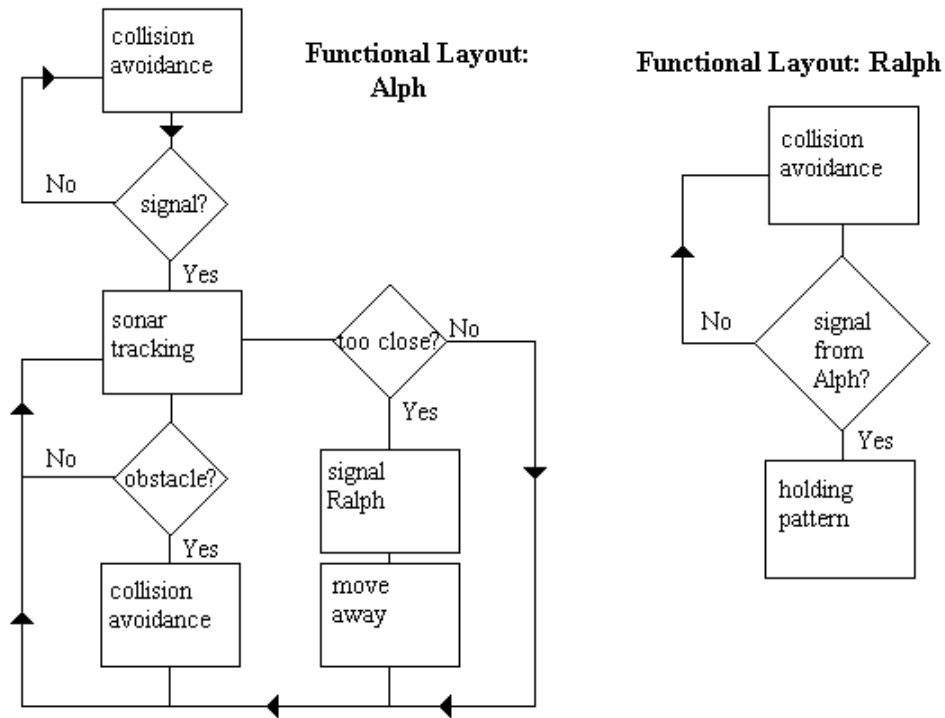 Functional Layout:
Alph
collision
avoidance
No
signal?
Yes
sonar
tracking
too close?
No
Yes
No
obstacle?
signal
Ralph
Yes
collision
avoidance
move
away
Functional Layout: Ralph
collision
avoidance
No
signal
from
Alph?
Yes
holding
pattern